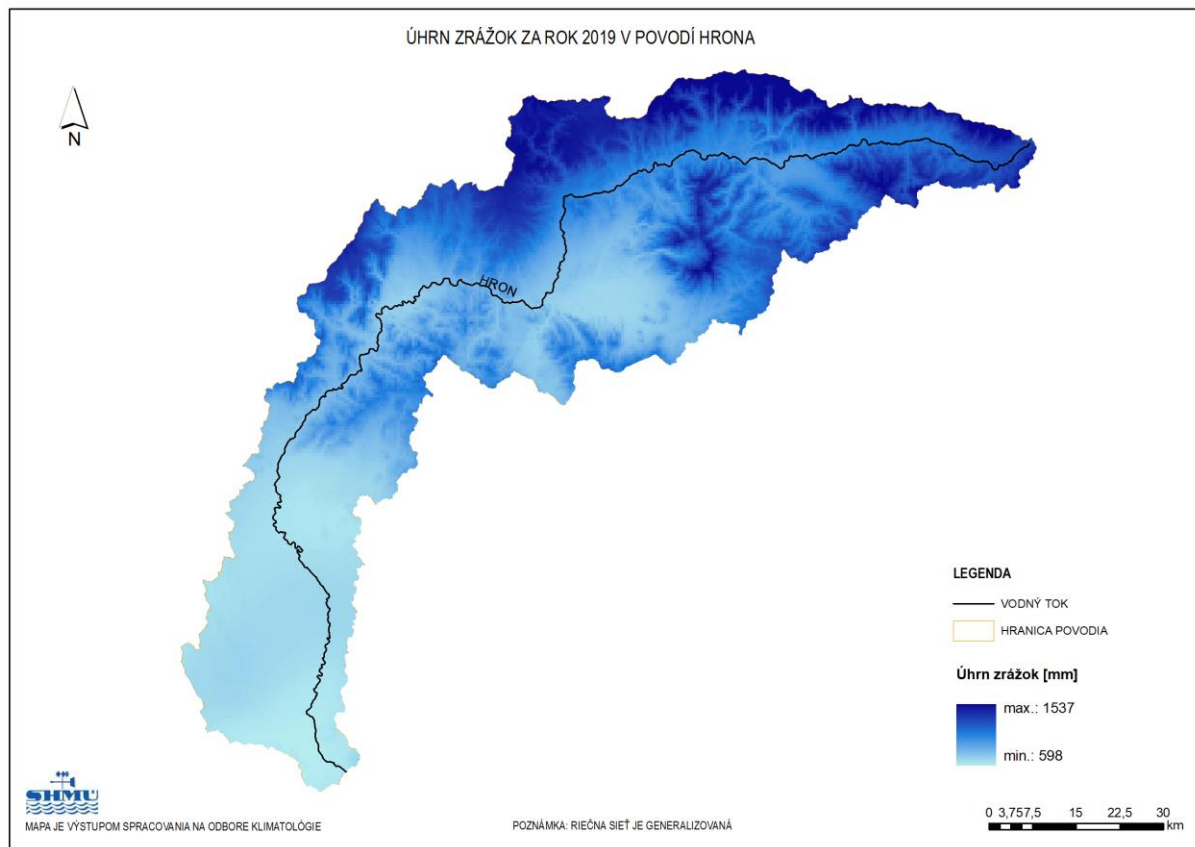 ÚHRN ZRÁŽOK ZA ROK 2019 V POVODÍ HRONA
N
HRON
LEGENDA
VODNÝ TOK
HRANICA POVODIA
Úhrn zrážok [mm]
max.: 1537
min.: 598
SHMÚ
MAPA JE VÝSTUPOM SPRACOVANIA NA ODBORE KLIMATOLÓGIE
POZNÁMKA: RIEČNA SIEŤ JE GENERALIZOVANÁ
0 3,757,5 15 22,5 30
km